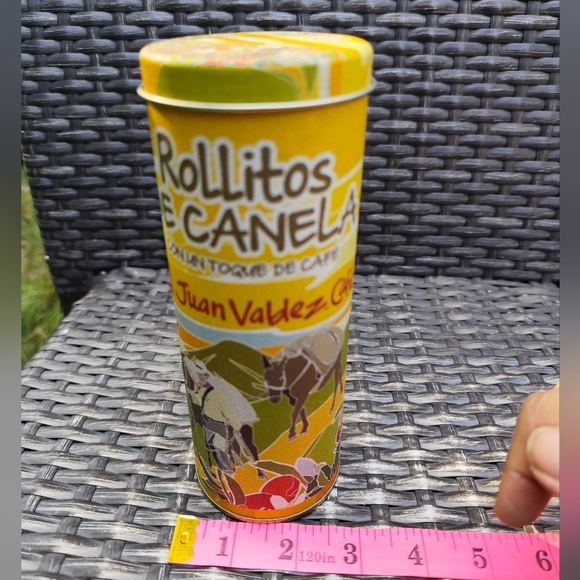 Rollitos
E CANELA
CON UN TOQUE DE CAFÉ
Juan Valdez
1 2 120in 3 4 5 6